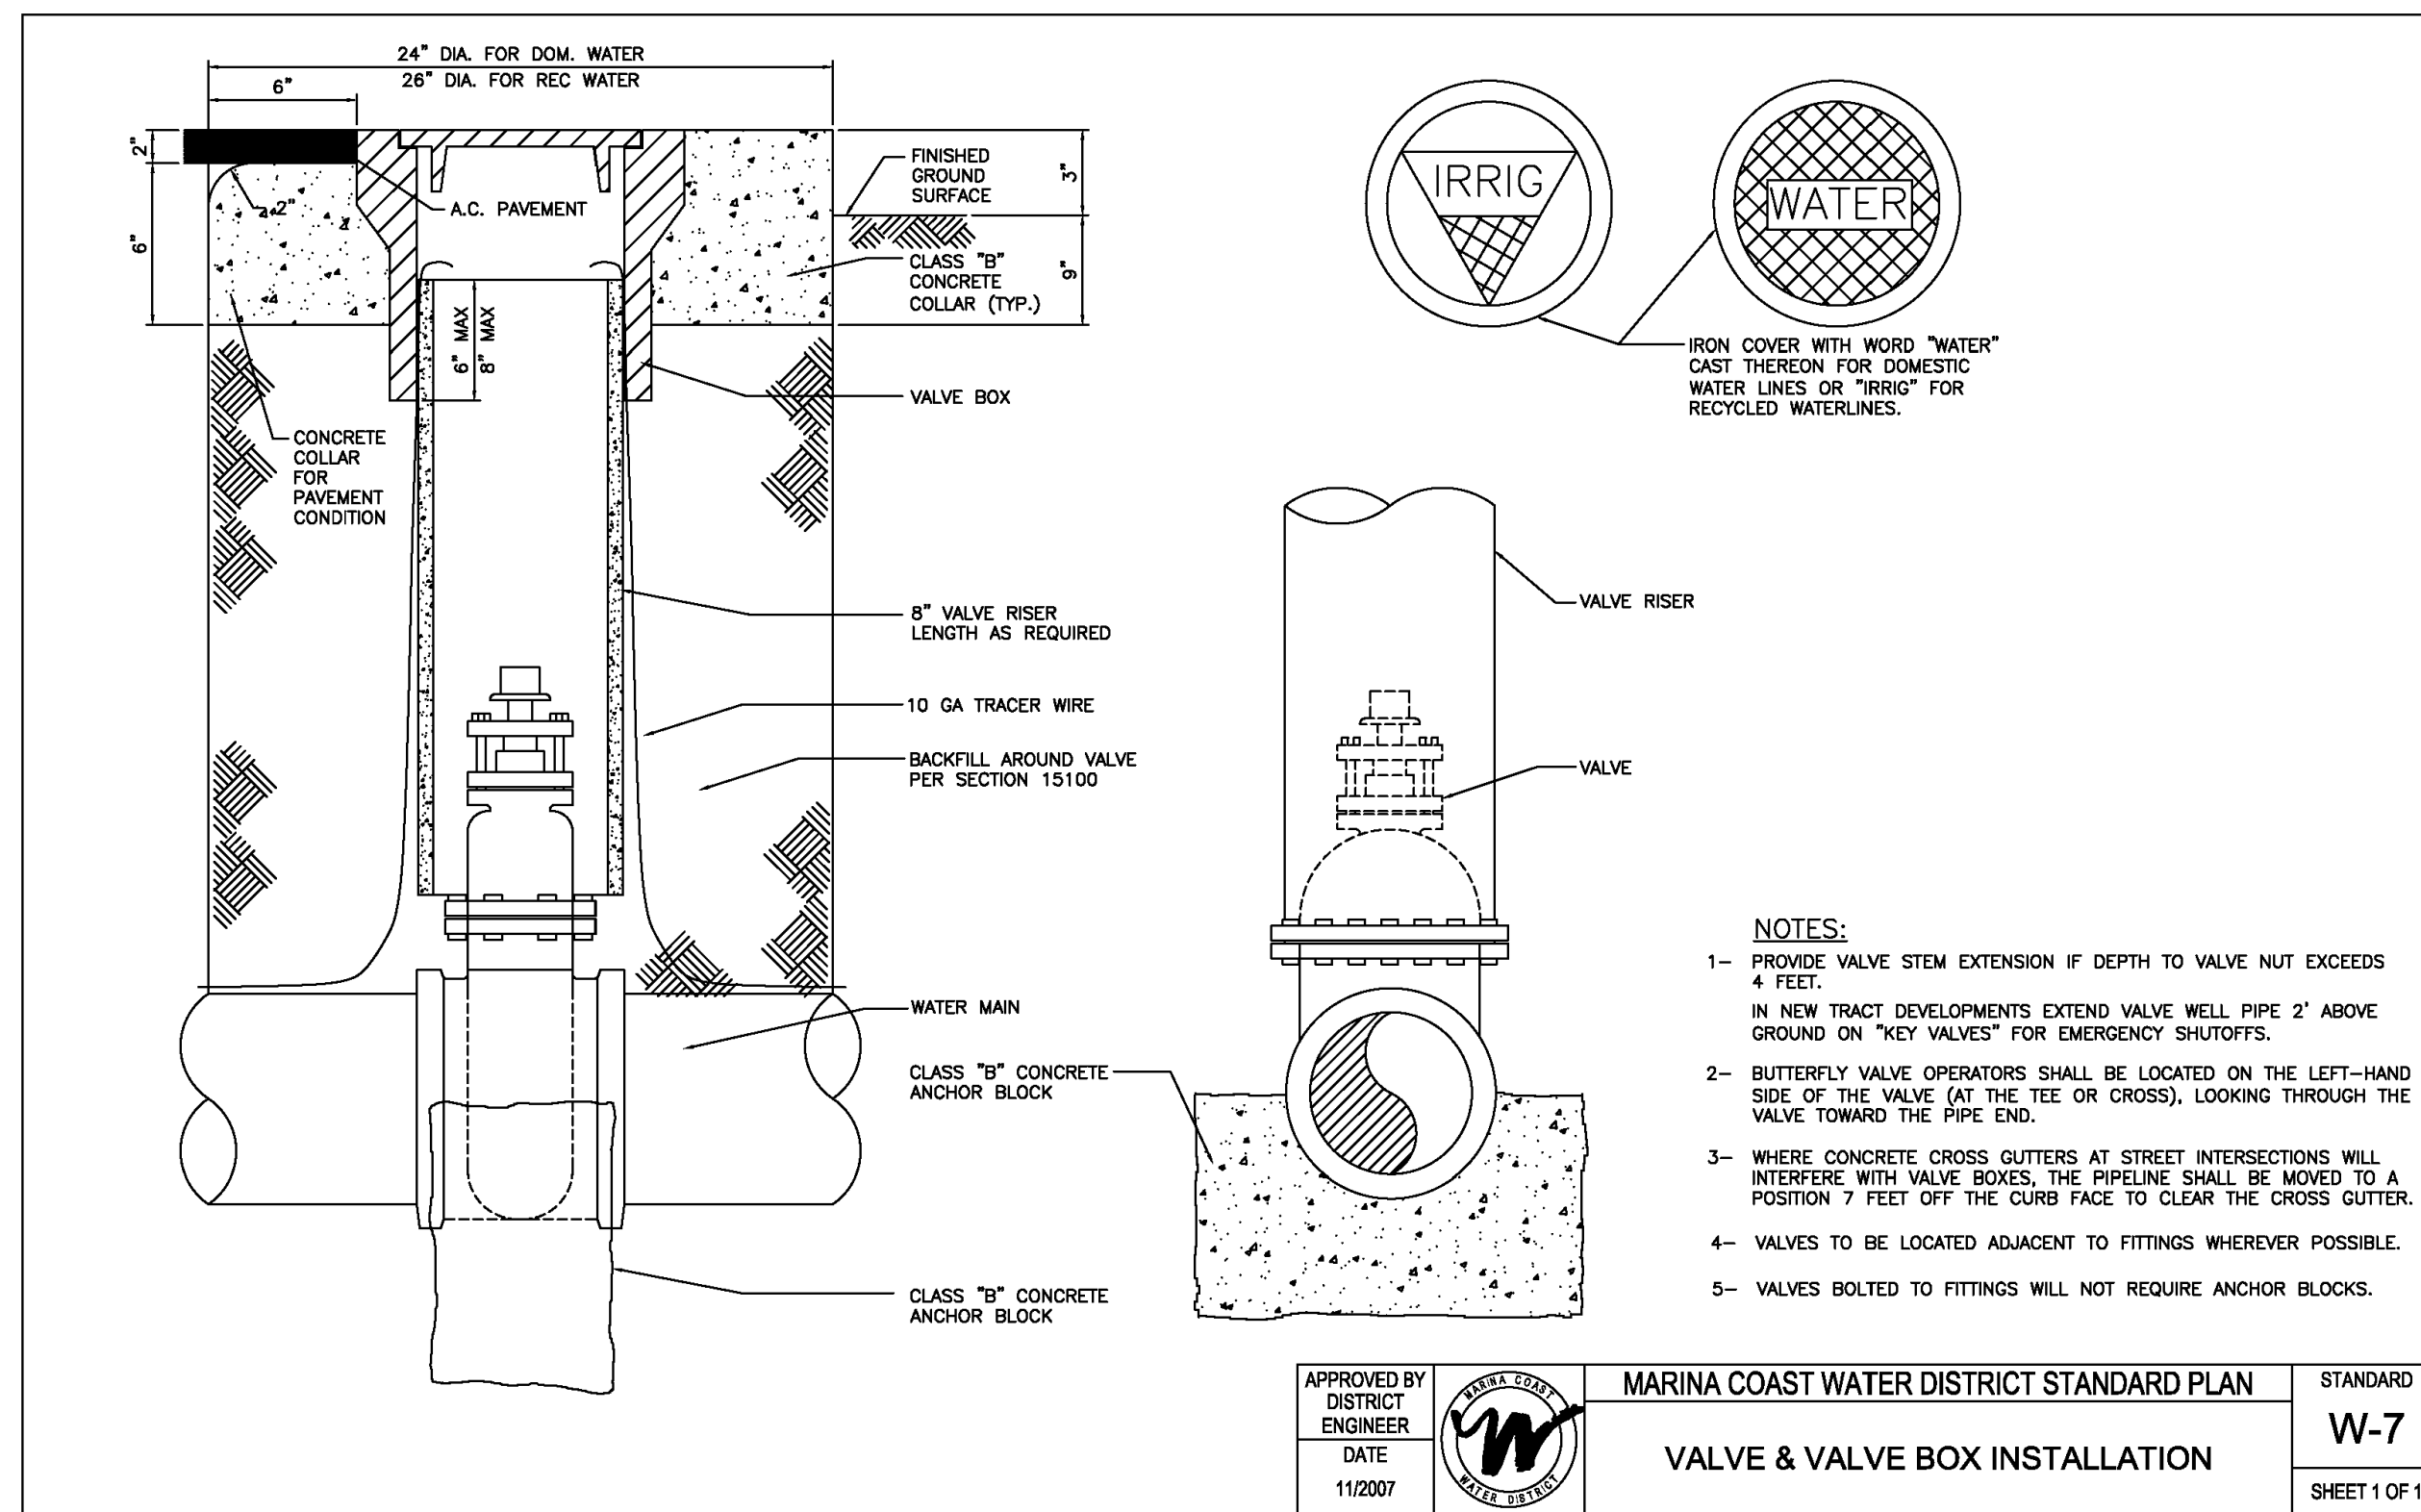 24" DIA. FOR DOM. WATER
26" DIA. FOR REC WATER
6"
2"
6"
2"
A.C. PAVEMENT
FINISHED
GROUND
SURFACE
3"
9"
CLASS "B"
CONCRETE
COLLAR (TYP.)
6" MAX
8" MAX
VALVE BOX
CONCRETE
COLLAR
FOR
PAVEMENT
CONDITION
8" VALVE RISER
LENGTH AS REQUIRED
10 GA TRACER WIRE
BACKFILL AROUND VALVE
PER SECTION 15100
WATER MAIN
CLASS "B" CONCRETE
ANCHOR BLOCK
CLASS "B" CONCRETE
ANCHOR BLOCK
IRRIG
WATER
IRON COVER WITH WORD "WATER"
CAST THEREON FOR DOMESTIC
WATER LINES OR "IRRIG" FOR
RECYCLED WATERLINES.
VALVE RISER
VALVE
NOTES:
1– PROVIDE VALVE STEM EXTENSION IF DEPTH TO VALVE NUT EXCEEDS
4 FEET.
IN NEW TRACT DEVELOPMENTS EXTEND VALVE WELL PIPE 2' ABOVE
GROUND ON "KEY VALVES" FOR EMERGENCY SHUTOFFS.
2– BUTTERFLY VALVE OPERATORS SHALL BE LOCATED ON THE LEFT–HAND
SIDE OF THE VALVE (AT THE TEE OR CROSS), LOOKING THROUGH THE
VALVE TOWARD THE PIPE END.
3– WHERE CONCRETE CROSS GUTTERS AT STREET INTERSECTIONS WILL
INTERFERE WITH VALVE BOXES, THE PIPELINE SHALL BE MOVED TO A
POSITION 7 FEET OFF THE CURB FACE TO CLEAR THE CROSS GUTTER.
4– VALVES TO BE LOCATED ADJACENT TO FITTINGS WHEREVER POSSIBLE.
5– VALVES BOLTED TO FITTINGS WILL NOT REQUIRE ANCHOR BLOCKS.
APPROVED BY
DISTRICT
ENGINEER
DATE
11/2007
MARINA COAST
WATER DISTRICT
MARINA COAST WATER DISTRICT STANDARD PLAN
VALVE & VALVE BOX INSTALLATION
STANDARD
W-7
SHEET 1 OF 1